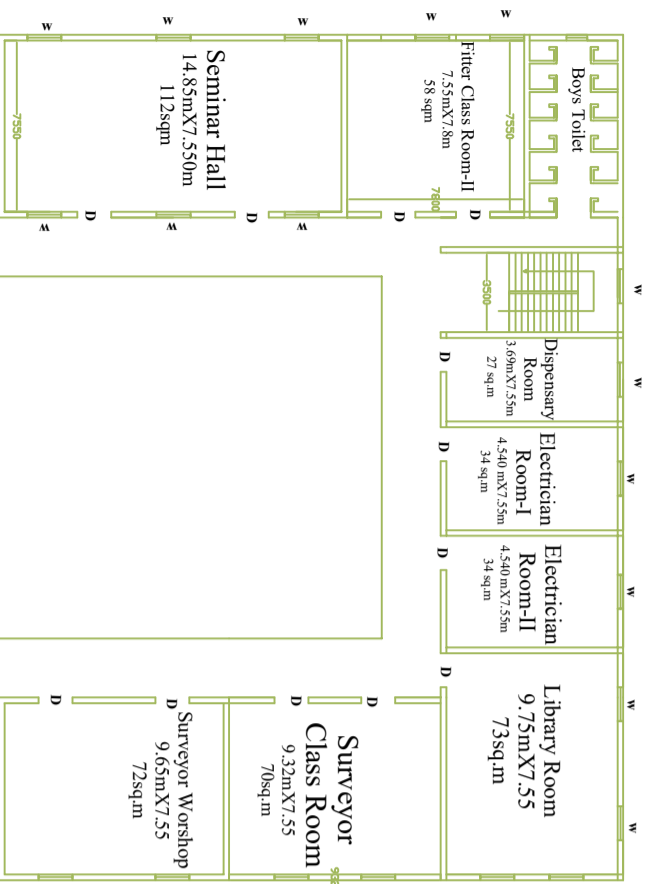 Boys Toilet
Fitter Class Room-II
7.55mX7.8m
58 sqm
7550
7800
Seminar Hall
14.85mX7.550m
112sqm
7550
3500
Dispensary
Room
3.69mX7.55m
27 sq.m
Electrician
Room-I
4.540 mX7.55m
34 sq.m
Electrician
Room-II
4.540 mX7.55m
34 sq.m
Library Room
9.75mX7.55
73sq.m
Surveyor
Class Room
9.32mX7.55
70sq.m
Surveyor Worshop
9.65mX7.55
72sq.m
W
W
W
W
W
W
W
W
W
W
W
W
W
W
D
D
D
D
D
D
D
D
D
D
D
D